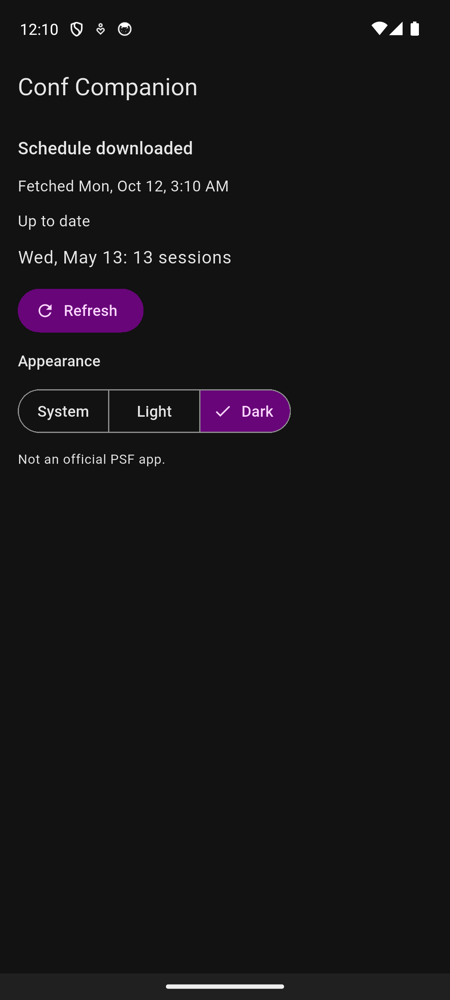 12:10
Conf Companion
Schedule downloaded
Fetched Mon, Oct 12, 3:10 AM
Up to date
Wed, May 13: 13 sessions
Refresh
Appearance
System Light Dark
Not an official PSF app.